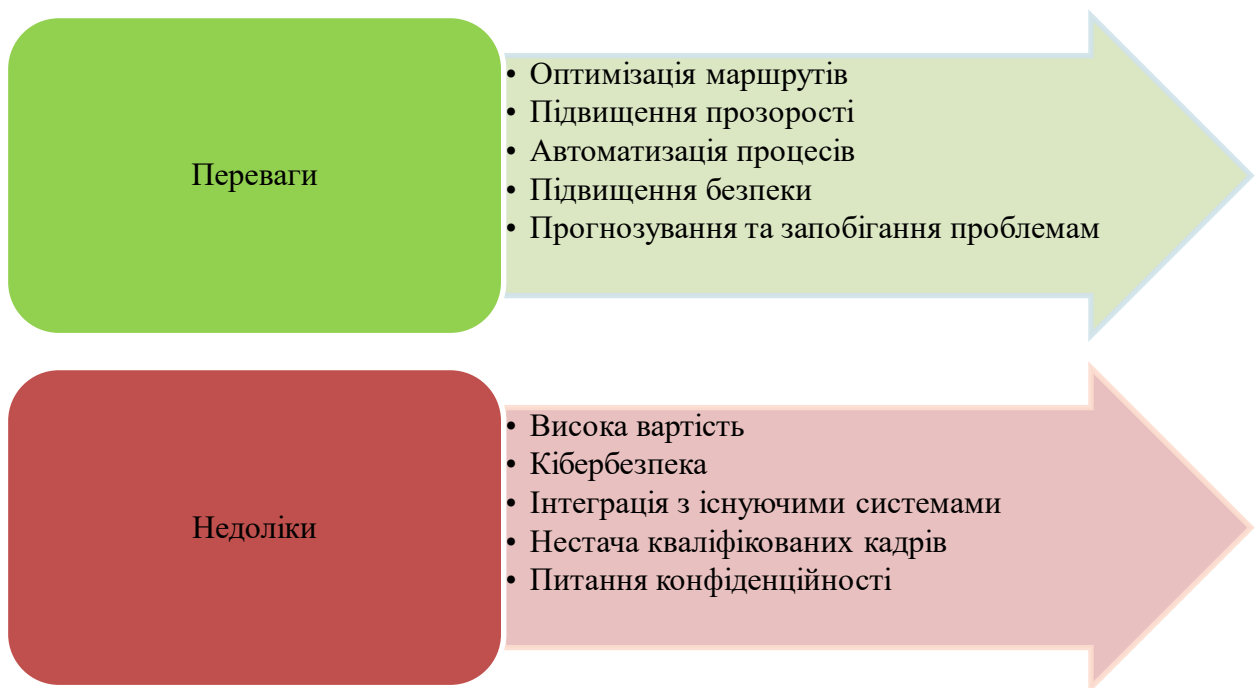 Переваги
• Оптимізація маршрутів
• Підвищення прозорості
• Автоматизація процесів
• Підвищення безпеки
• Прогнозування та запобігання проблемам
Недоліки
• Висока вартість
• Кібербезпека
• Інтеграція з існуючими системами
• Нестача кваліфікованих кадрів
• Питання конфіденційності